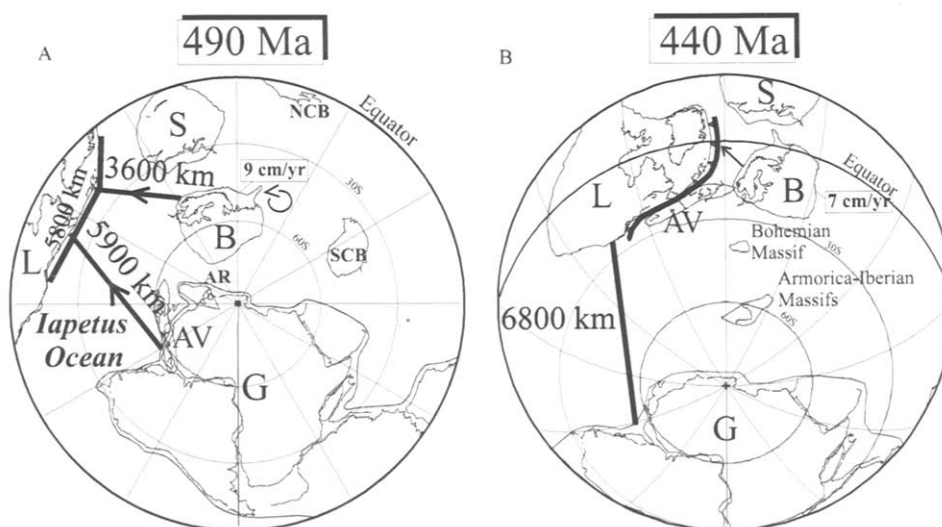 490 Ma
440 Ma
A
B
NCB
Equator
S
S
3600 km
9 cm/yr
30S
5800 km
B
60S
SCB
5900 km
L
AR
Iapetus
Ocean
AV
G
L
Equator
B
7 cm/yr
AV
Bohemian
Massif
30S
Armorica-Iberian
Massifs
60S
6800 km
G